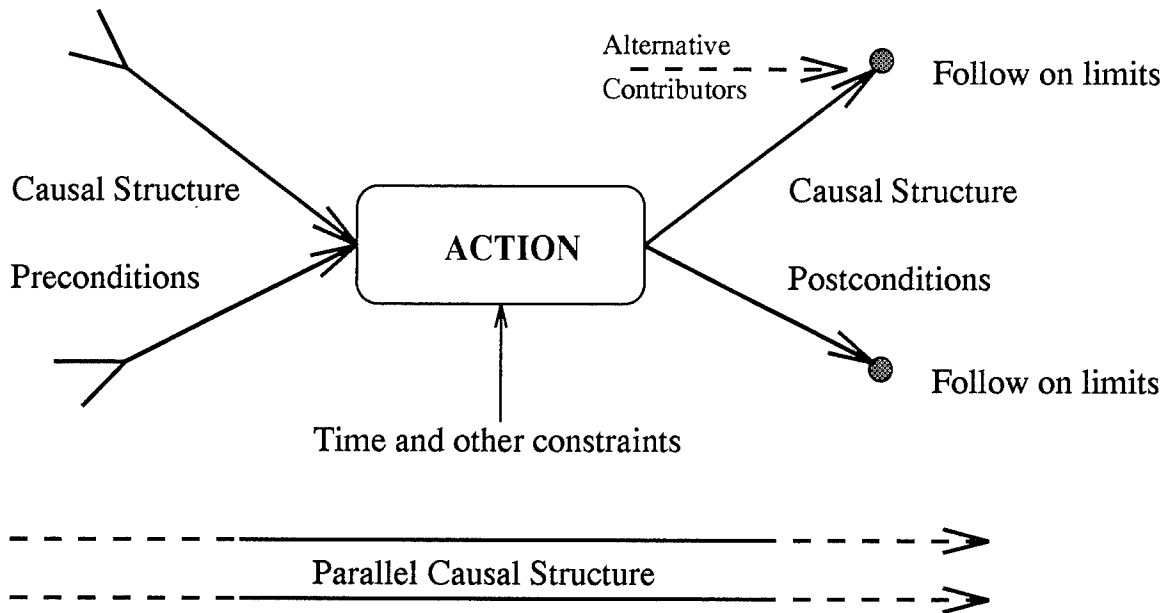 Alternative
Contributors
Follow on limits
Causal Structure
Preconditions
ACTION
Causal Structure
Postconditions
Follow on limits
Time and other constraints
Parallel Causal Structure